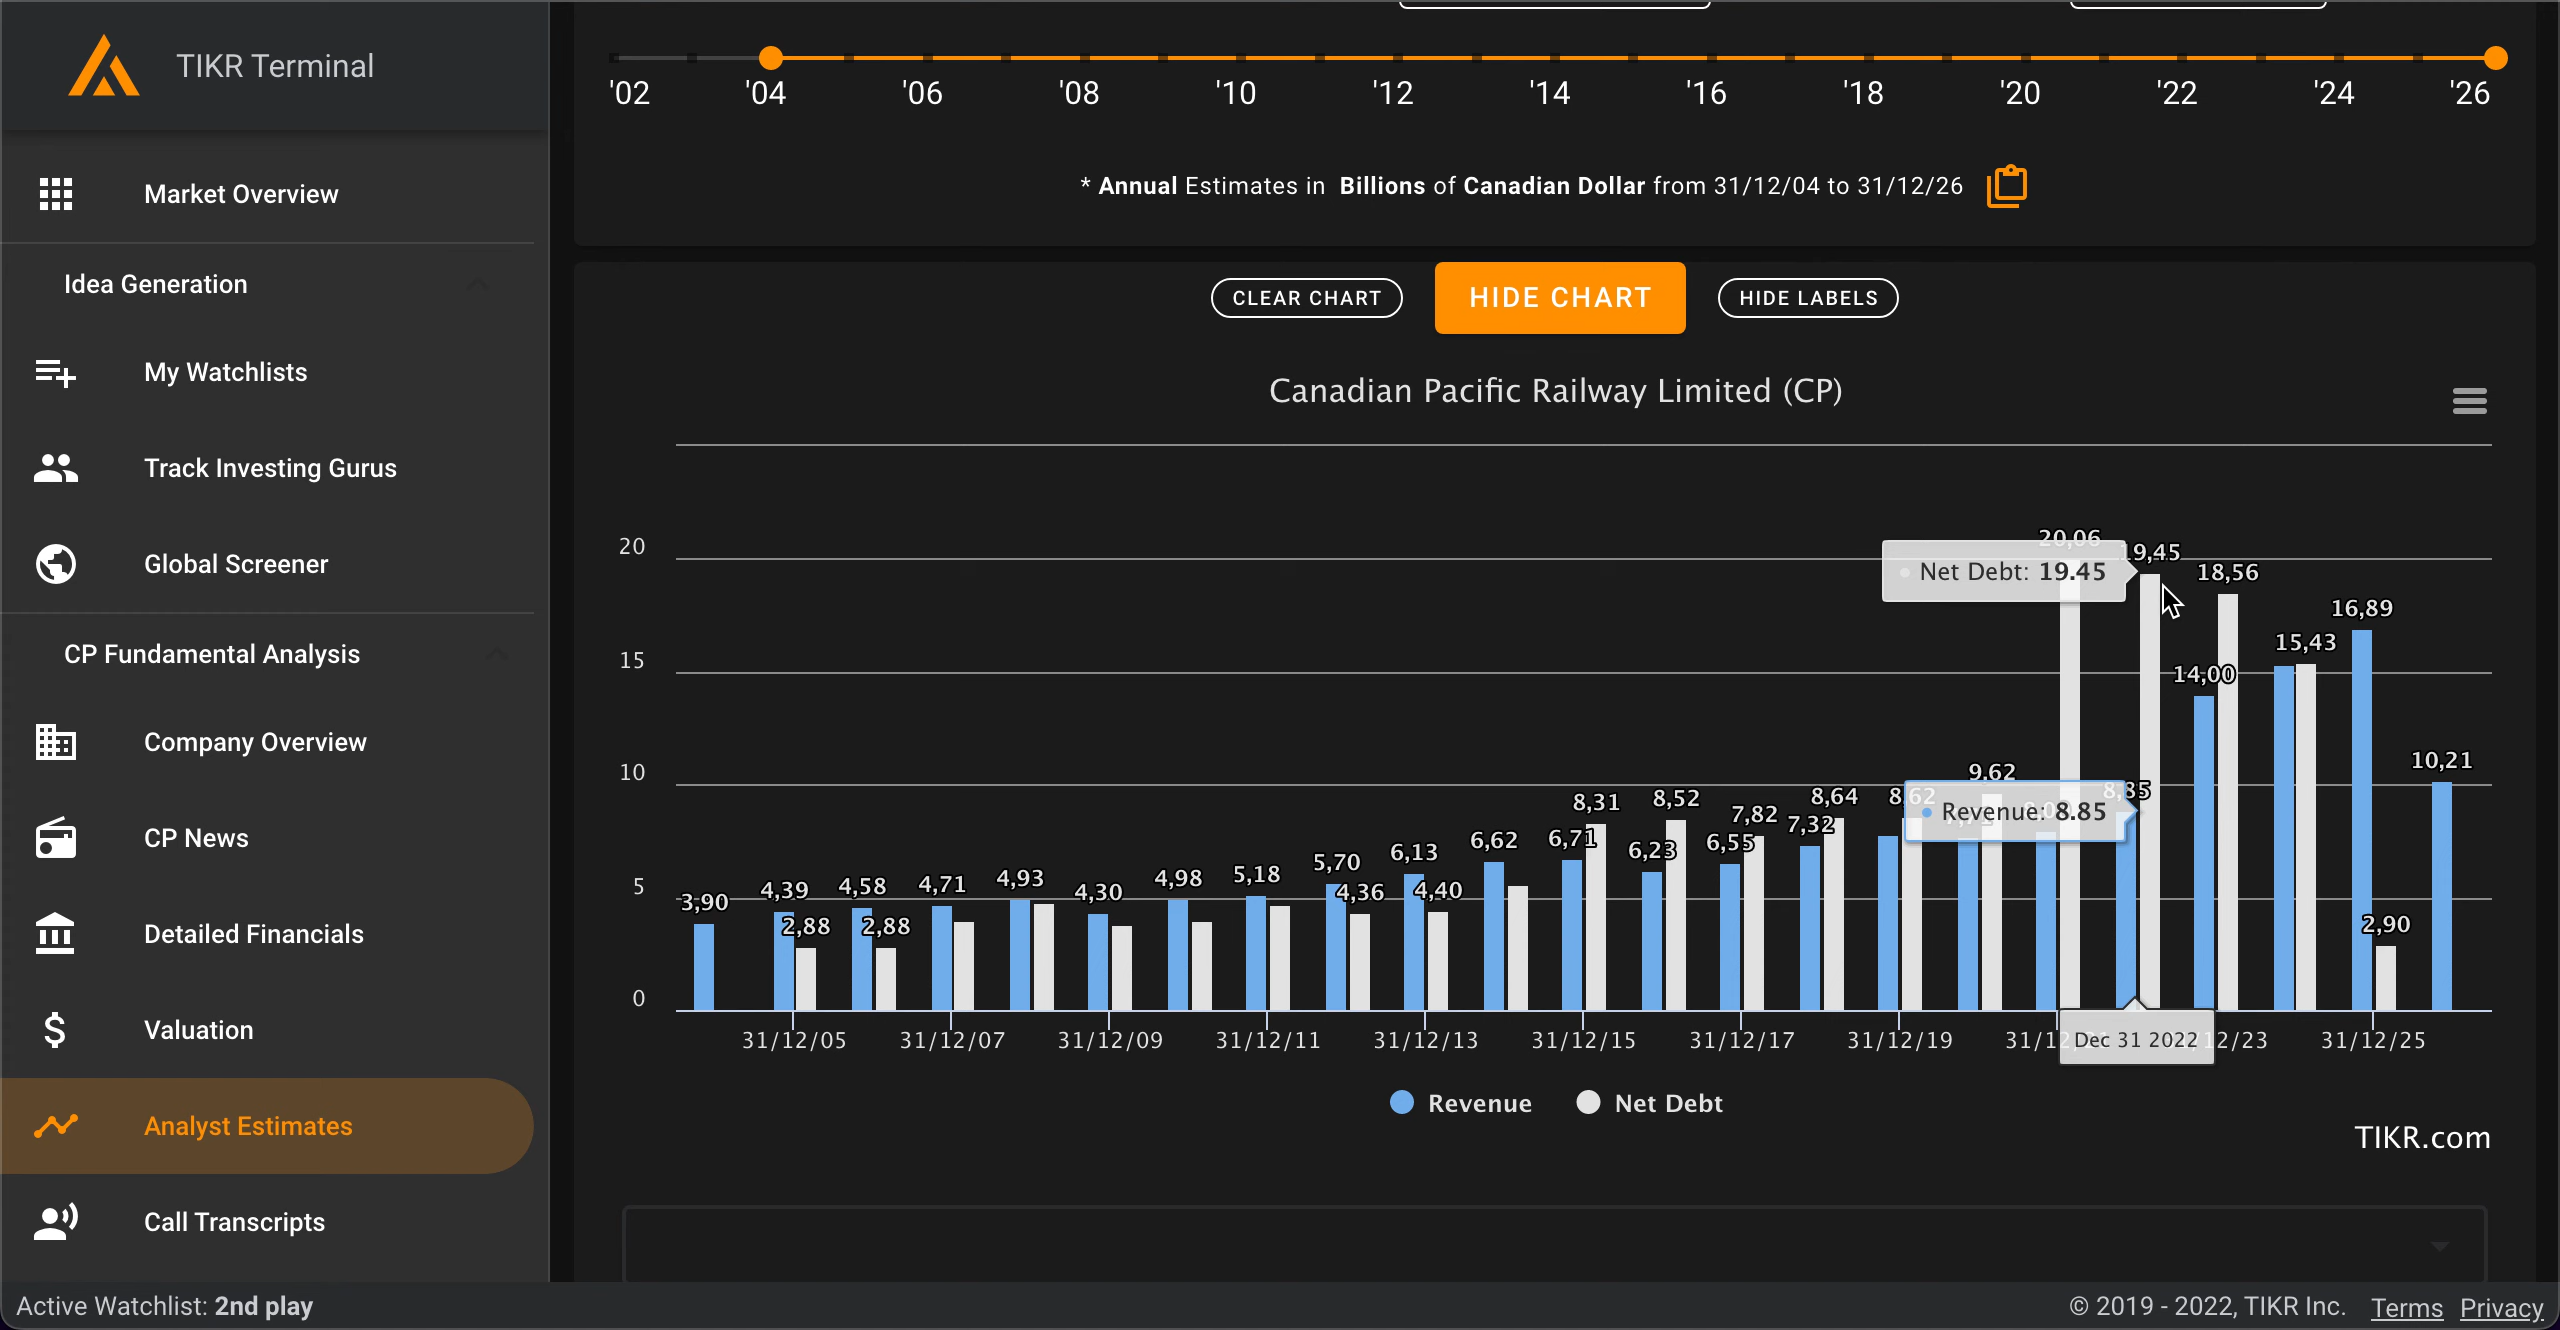 TIKR Terminal
Market Overview
Idea Generation
My Watchlists
Track Investing Gurus
Global Screener
CP Fundamental Analysis
Company Overview
CP News
Detailed Financials
Valuation
Analyst Estimates
Call Transcripts
'02 '04 '06 '08 '10 '12 '14 '16 '18 '20 '22 '24 '26
* Annual Estimates in Billions of Canadian Dollar from 31/12/04 to 31/12/26
CLEAR CHART HIDE CHART HIDE LABELS
Canadian Pacific Railway Limited (CP)
20
15
10
5
0
3,90 4,39 2,88 4,58 2,88 4,71 4,93 4,30 4,98 5,18 5,70 4,36 6,13 4,40 6,62 6,71 8,31 6,23 8,52 6,55 7,82 7,32 8,64 8,62 9,62 20,06 8,85 19,45 14,00 18,56 15,43 16,89 2,90 10,21
Net Debt: 19.45
Revenue: 8.85
31/12/05 31/12/07 31/12/09 31/12/11 31/12/13 31/12/15 31/12/17 31/12/19 31/12/25
Dec 31 2022
Revenue Net Debt
TIKR.com
Active Watchlist: 2nd play
© 2019 - 2022, TIKR Inc. Terms Privacy